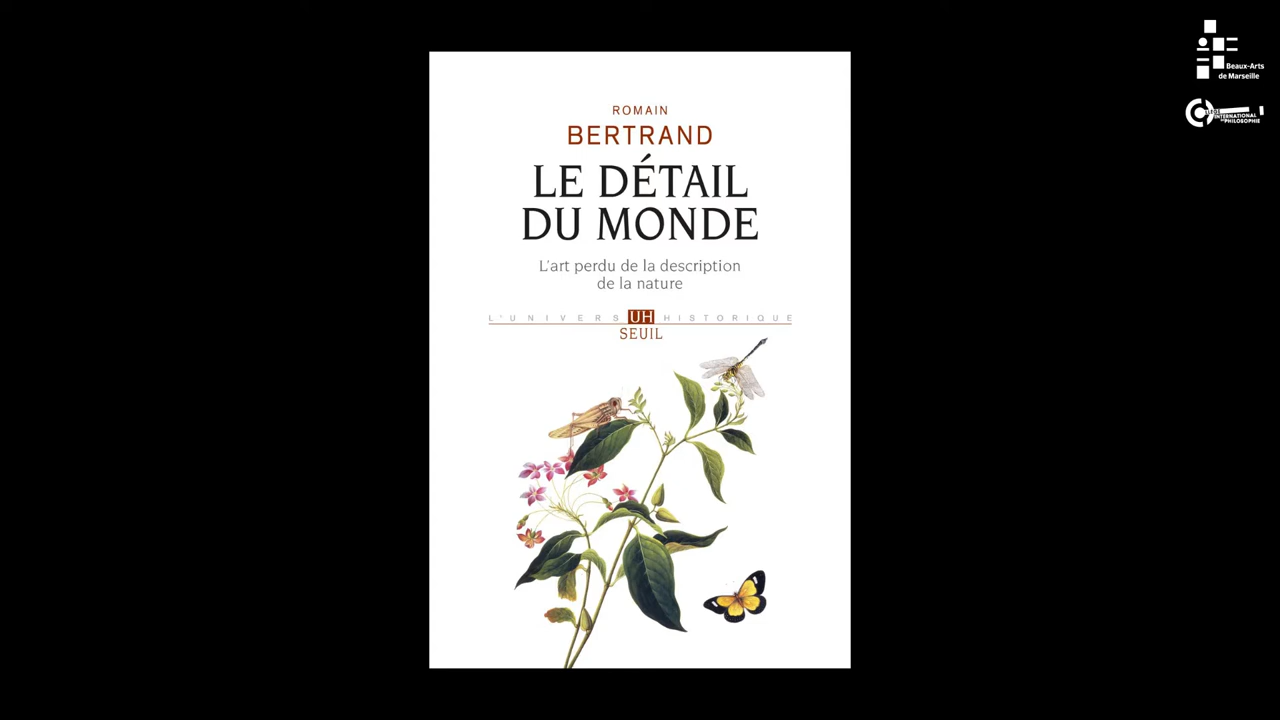 ROMAIN
BERTRAND
LE DÉTAIL
DU MONDE
L'art perdu de la description
de la nature
L'UNIVERS UH HISTORIQUE
SEUIL
Beaux-Arts
de Marseille
INTERNATIONAL
PHILOSOPHIE